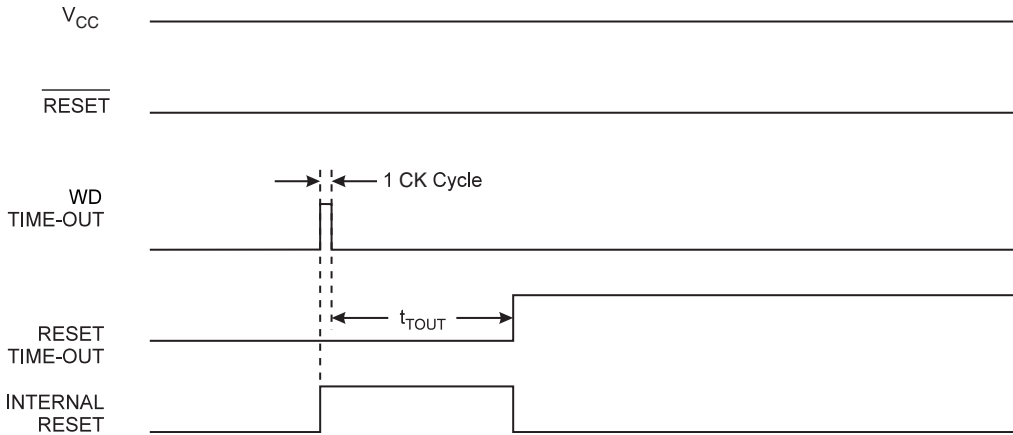 VCC
RESET
1 CK Cycle
WD
TIME-OUT
tTOUT
RESET
TIME-OUT
INTERNAL
RESET